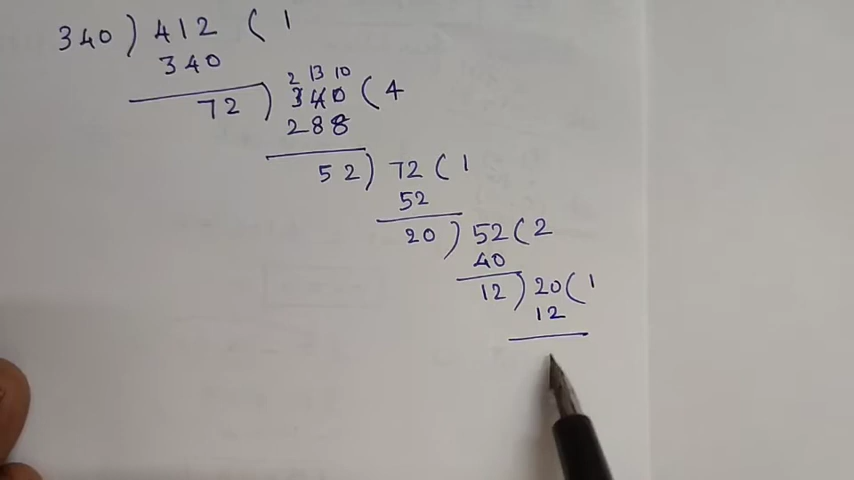 340 ) 412 ( 1
340
2 13 10
72 ) 340 ( 4
288
52 ) 72 ( 1
52
20 ) 52 ( 2
40
12 ) 20 ( 1
12